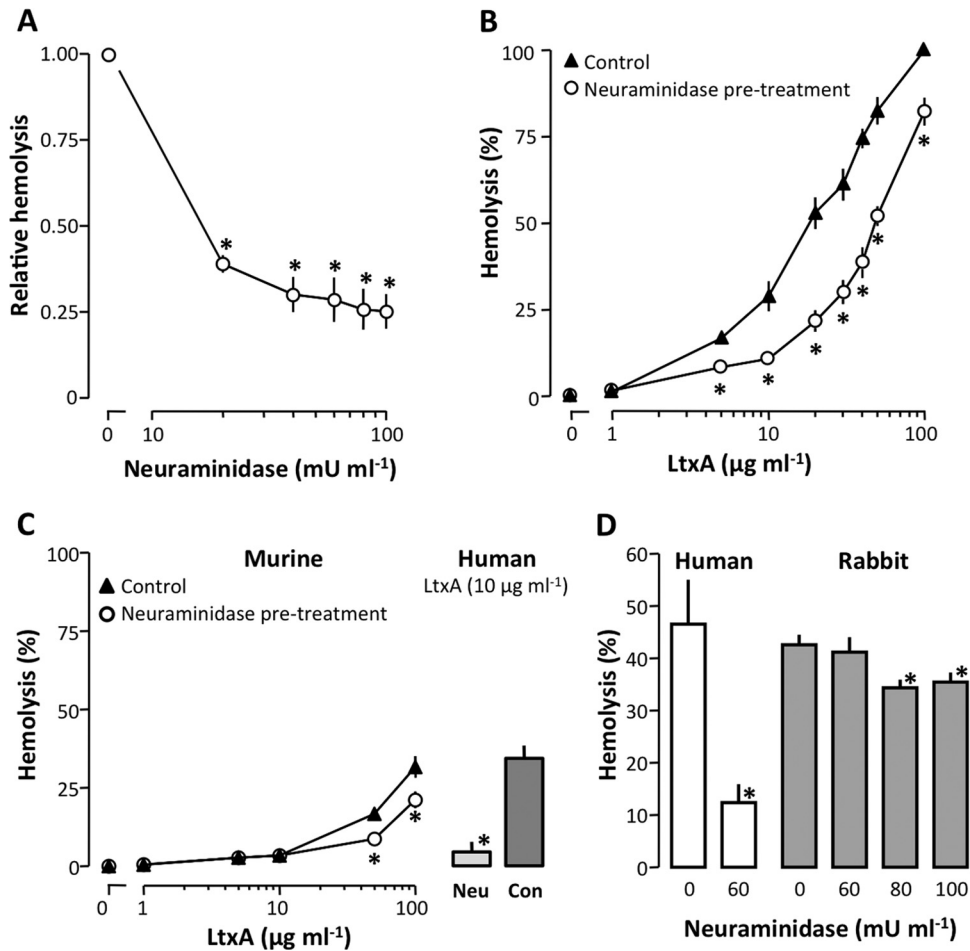 A
1.00
0.75
0.50
0.25
0
Relative hemolysis
* * * * *
0 10 100
Neuraminidase (mU ml⁻¹)
B
100
75
50
25
0
Hemolysis (%)
Control
Neuraminidase pre-treatment
* * * * * * *
0 1 10 100
LtxA (µg ml⁻¹)
C
100
75
50
25
0
Hemolysis (%)
Murine
Control
Neuraminidase pre-treatment
* *
0 1 10 100
LtxA (µg ml⁻¹)
Human
LtxA (10 µg ml⁻¹)
*
Neu Con
D
60
50
40
30
20
10
0
Hemolysis (%)
Human Rabbit
* * *
0 60 0 60 80 100
Neuraminidase (mU ml⁻¹)